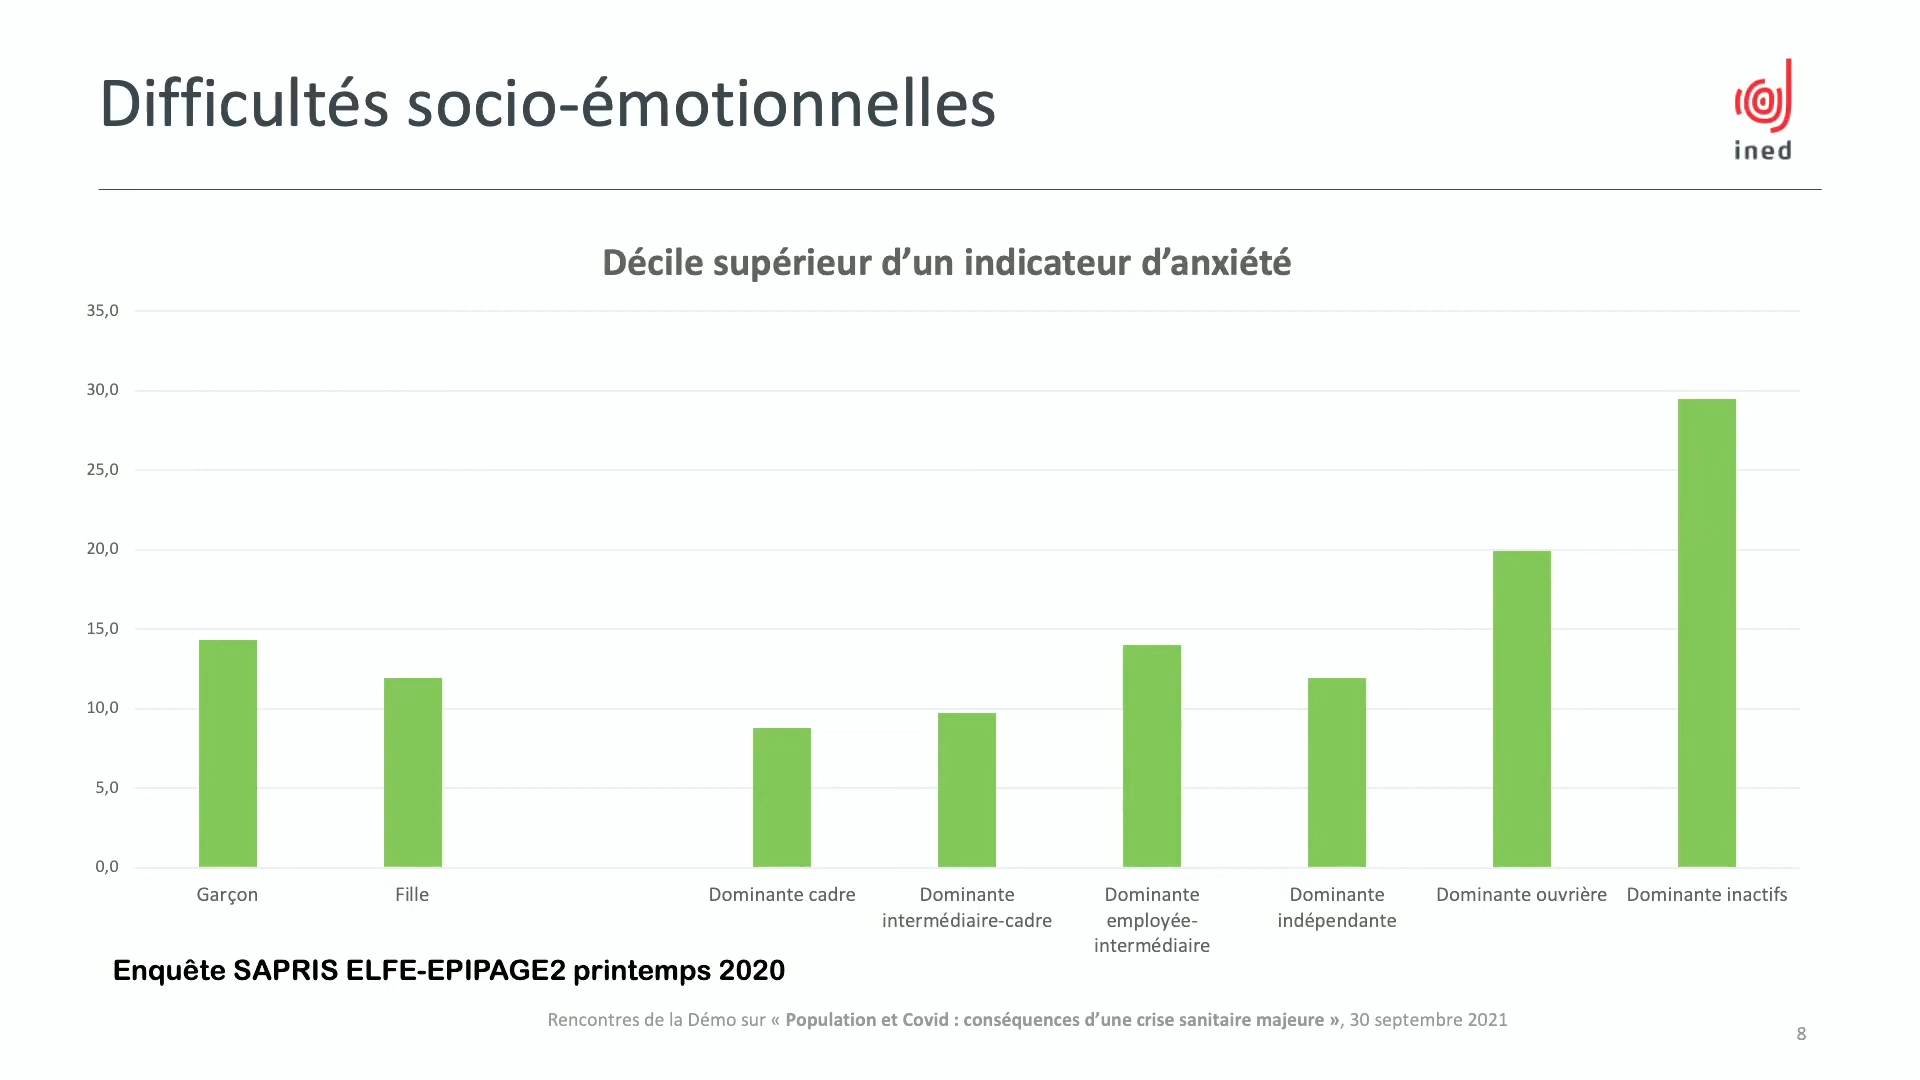 Difficultés socio-émotionnelles
ined
Décile supérieur d’un indicateur d’anxiété
35,0
30,0
25,0
20,0
15,0
10,0
5,0
0,0
Garçon
Fille
Dominante cadre
Dominante
intermédiaire-cadre
Dominante
employée-
intermédiaire
Dominante
indépendante
Dominante ouvrière
Dominante inactifs
Enquête SAPRIS ELFE-EPIPAGE2 printemps 2020
Rencontres de la Démo sur « Population et Covid : conséquences d’une crise sanitaire majeure », 30 septembre 2021
8